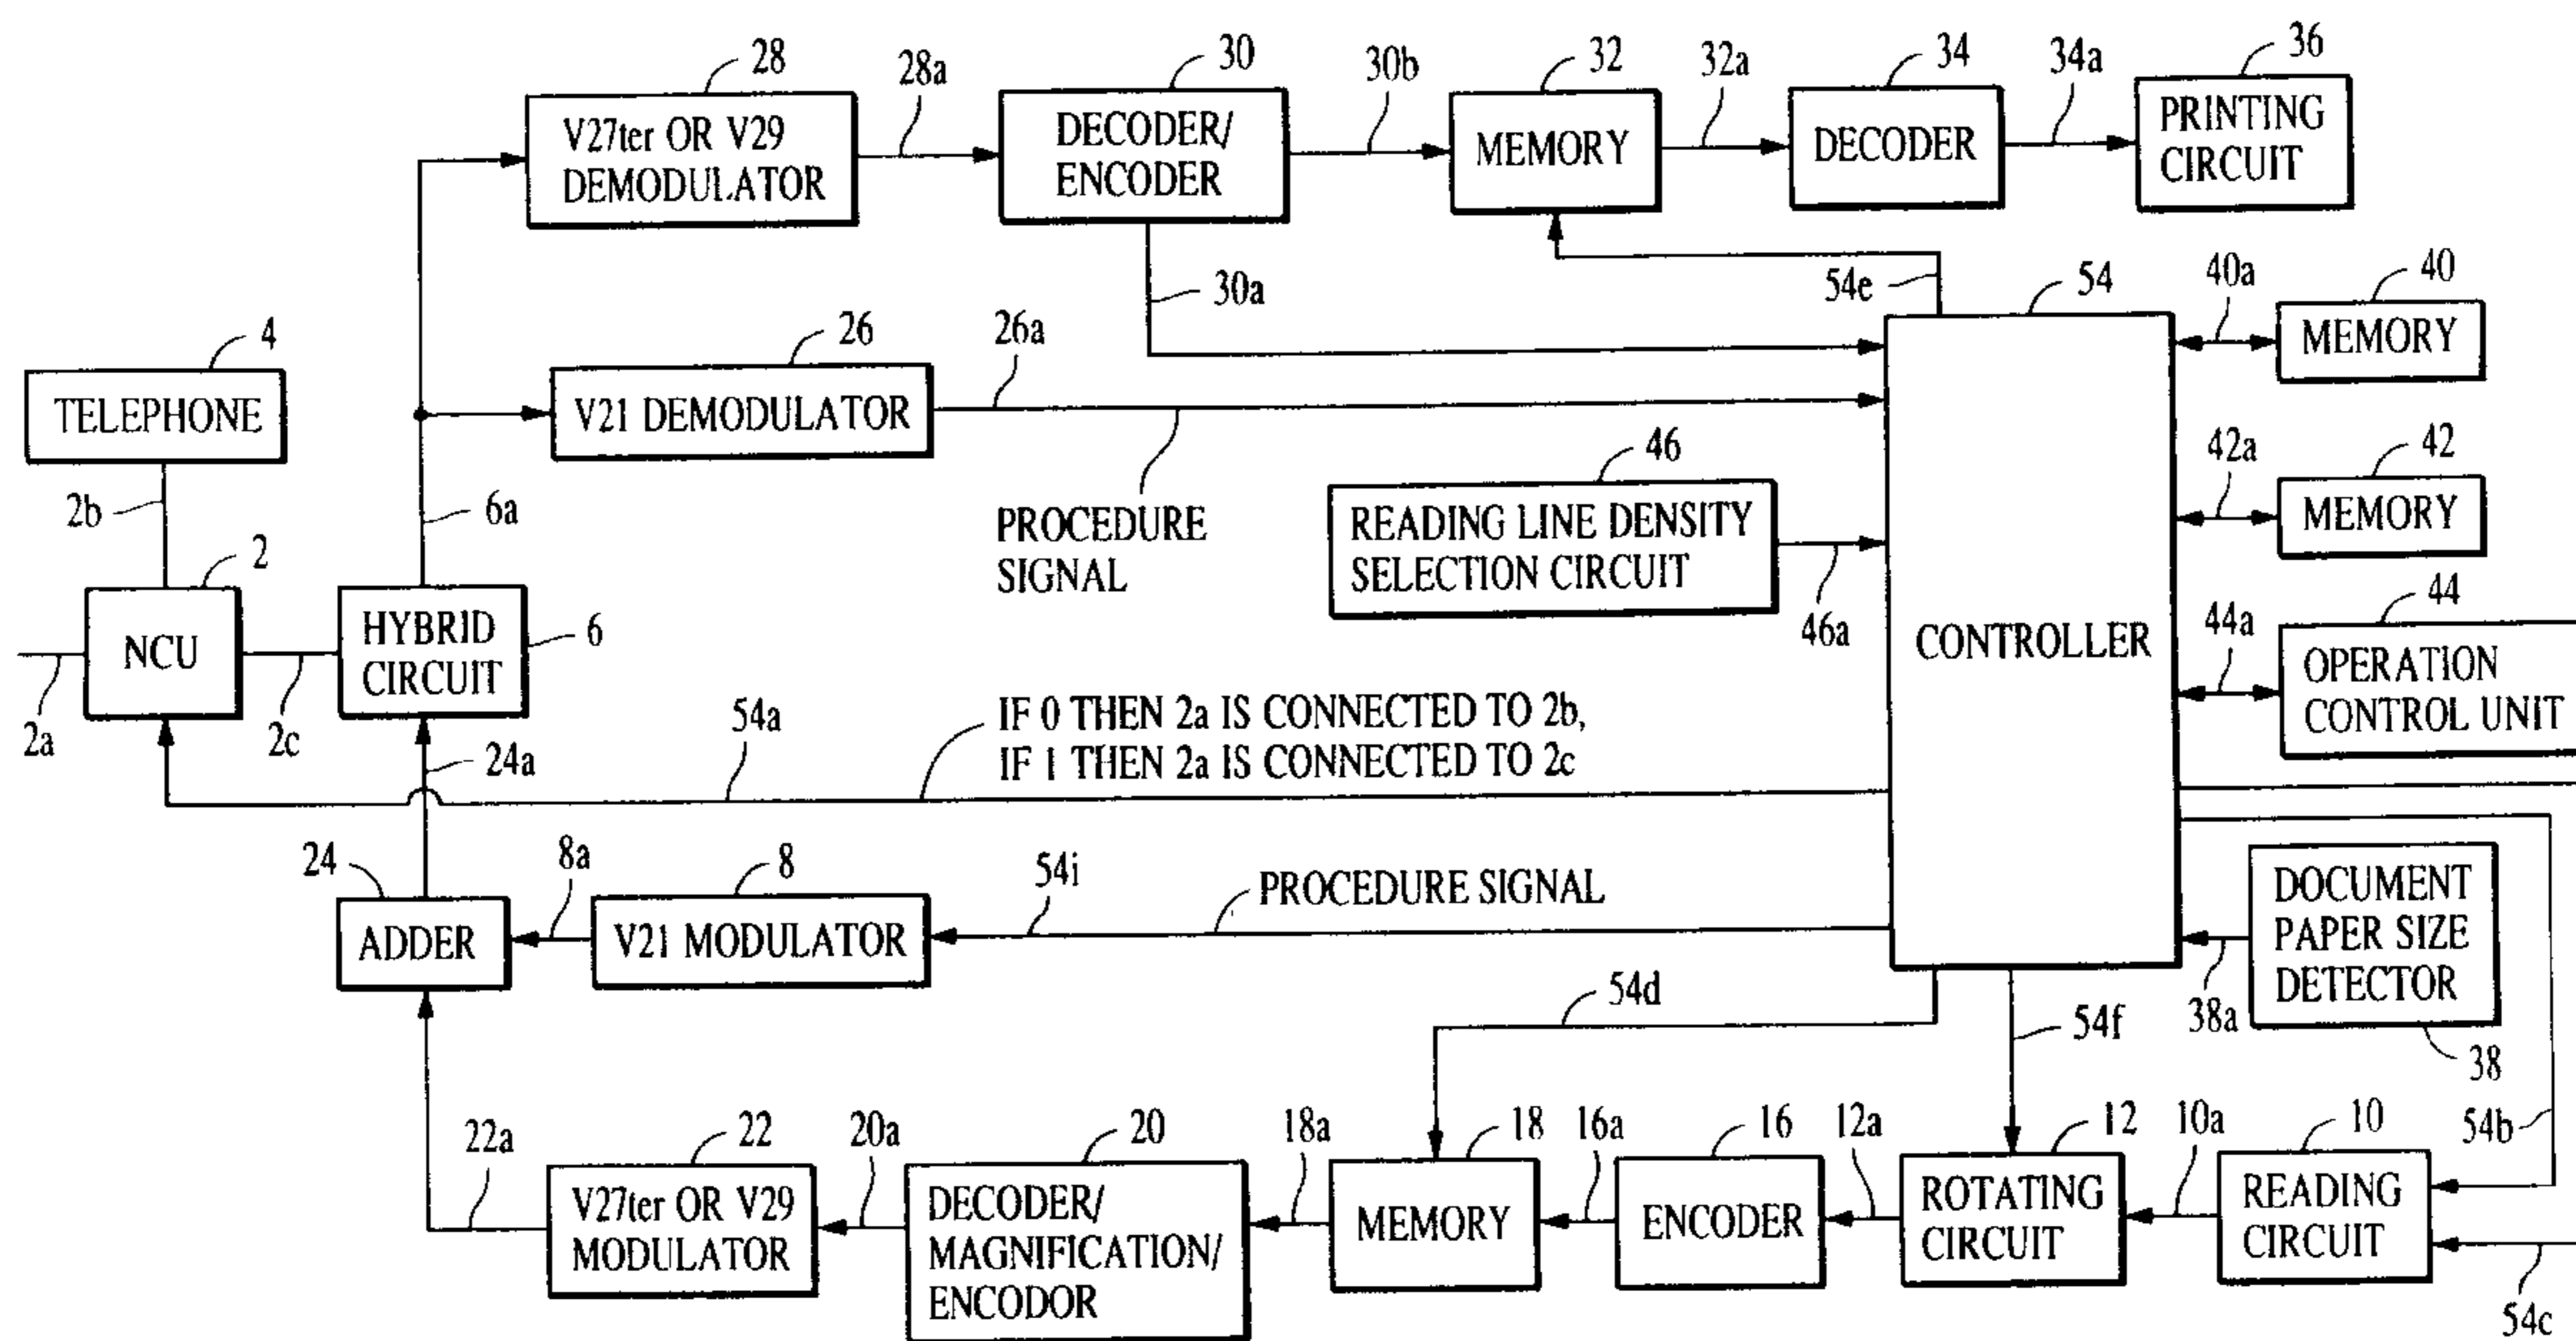 28
28a
30
30b
32
32a
34
34a
36
V27ter OR V29
DEMODULATOR
DECODER/
ENCODER
MEMORY
DECODER
PRINTING
CIRCUIT
30a
54e
54
40a
40
MEMORY
4
TELEPHONE
26
26a
V21 DEMODULATOR
2b
6a
PROCEDURE
SIGNAL
46
READING LINE DENSITY
SELECTION CIRCUIT
46a
42a
42
MEMORY
2
NCU
HYBRID
CIRCUIT
6
CONTROLLER
44a
44
OPERATION
CONTROL UNIT
2a
2c
24a
54a
IF 0 THEN 2a IS CONNECTED TO 2b,
IF 1 THEN 2a IS CONNECTED TO 2c
24
ADDER
8a
8
V21 MODULATOR
54i
PROCEDURE SIGNAL
DOCUMENT
PAPER SIZE
DETECTOR
38a
38
54d
54f
54b
22a
22
V27ter OR V29
MODULATOR
20a
20
DECODER/
MAGNIFICATION/
ENCODOR
18a
18
MEMORY
16a
16
ENCODER
12a
12
ROTATING
CIRCUIT
10a
10
READING
CIRCUIT
54c